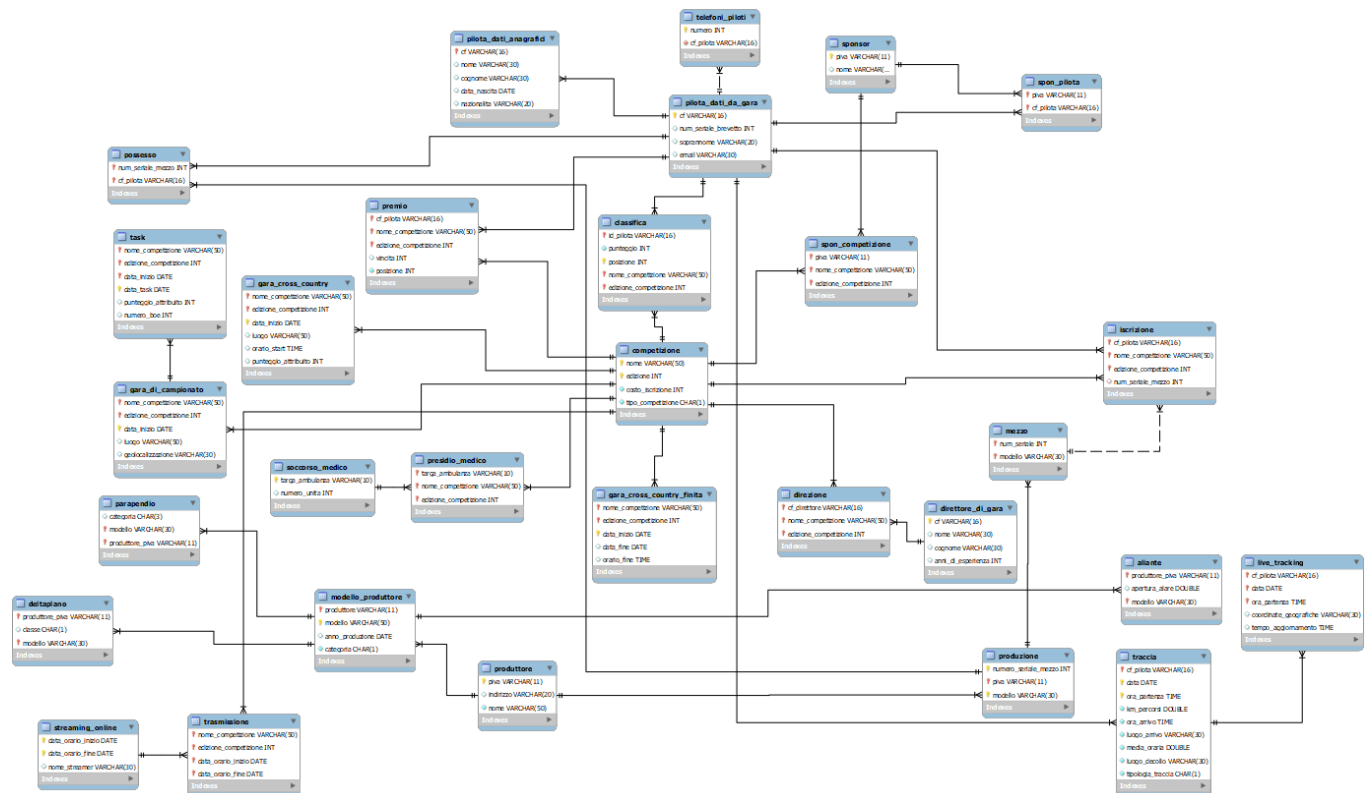 telefoni_piloti
numero INT
cf_pilota VARCHAR(16)
Indexes
pilota_dati_anagrafici
cf VARCHAR(16)
nome VARCHAR(30)
cognome VARCHAR(30)
data_nascita DATE
nazionalita VARCHAR(20)
Indexes
sponsor
piva VARCHAR(11)
nome VARCHAR(...
Indexes
spon_pilota
piva VARCHAR(11)
cf_pilota VARCHAR(16)
Indexes
pilota_dati_da_gara
cf VARCHAR(16)
num_seriale_brevetto INT
soprannome VARCHAR(20)
email VARCHAR(30)
Indexes
possesso
num_seriale_mezzo INT
cf_pilota VARCHAR(16)
Indexes
premio
cf_pilota VARCHAR(16)
nome_competizione VARCHAR(50)
edizione_competizione INT
vincita INT
posizione INT
Indexes
classifica
id_pilota VARCHAR(16)
punteggio INT
posizione INT
nome_competizione VARCHAR(50)
edizione_competizione INT
Indexes
task
nome_competizione VARCHAR(50)
edizione_competizione INT
data_inizio DATE
data_task DATE
punteggio_attribuito INT
numero_boe INT
Indexes
spon_competizione
piva VARCHAR(11)
nome_competizione VARCHAR(50)
edizione_competizione INT
Indexes
gara_cross_country
nome_competizione VARCHAR(50)
edizione_competizione INT
data_inizio DATE
luogo VARCHAR(50)
orario_start TIME
punteggio_attribuito INT
Indexes
iscrizione
cf_pilota VARCHAR(16)
nome_competizione VARCHAR(50)
edizione_competizione INT
num_seriale_mezzo INT
Indexes
competizione
nome VARCHAR(50)
edizione INT
costo_iscrizione INT
tipo_competizione CHAR(1)
Indexes
gara_di_campionato
nome_competizione VARCHAR(50)
edizione_competizione INT
data_inizio DATE
luogo VARCHAR(50)
geolocalizzazione VARCHAR(30)
Indexes
mezzo
num_seriale INT
modello VARCHAR(30)
Indexes
soccorso_medico
targa_ambulanza VARCHAR(10)
numero_unita INT
Indexes
presidio_medico
targa_ambulanza VARCHAR(10)
nome_competizione VARCHAR(50)
edizione_competizione INT
Indexes
gara_cross_country_finita
nome_competizione VARCHAR(50)
edizione_competizione INT
data_inizio DATE
data_fine DATE
orario_fine TIME
Indexes
direzione
cf_direttore VARCHAR(16)
nome_competizione VARCHAR(50)
edizione_competizione INT
Indexes
direttore_di_gara
cf VARCHAR(16)
nome VARCHAR(30)
cognome VARCHAR(30)
anni_di_esperienza INT
Indexes
parapendio
categoria CHAR(3)
modello VARCHAR(30)
produttore_piva VARCHAR(11)
Indexes
aliante
produttore_piva VARCHAR(11)
apertura_alare DOUBLE
modello VARCHAR(30)
Indexes
live_tracking
cf_pilota VARCHAR(16)
data DATE
ora_partenza TIME
coordinate_geografiche VARCHAR(30)
tempo_aggiornamento TIME
Indexes
deltaplano
produttore_piva VARCHAR(11)
classe CHAR(1)
modello VARCHAR(30)
Indexes
modello_produttore
produttore VARCHAR(11)
modello VARCHAR(50)
anno_produzione DATE
categoria CHAR(1)
Indexes
produttore
piva VARCHAR(11)
indirizzo VARCHAR(20)
nome VARCHAR(50)
Indexes
produzione
numero_seriale_mezzo INT
piva VARCHAR(11)
modello VARCHAR(30)
Indexes
traccia
cf_pilota VARCHAR(16)
data DATE
ora_partenza TIME
km_percorsi DOUBLE
ora_arrivo TIME
luogo_arrivo VARCHAR(30)
media_oraria DOUBLE
luogo_decollo VARCHAR(30)
tipologia_traccia CHAR(1)
Indexes
streaming_online
data_orario_inizio DATE
data_orario_fine DATE
nome_streamer VARCHAR(30)
Indexes
trasmissione
nome_competizione VARCHAR(50)
edizione_competizione INT
data_orario_inizio DATE
data_orario_fine DATE
Indexes